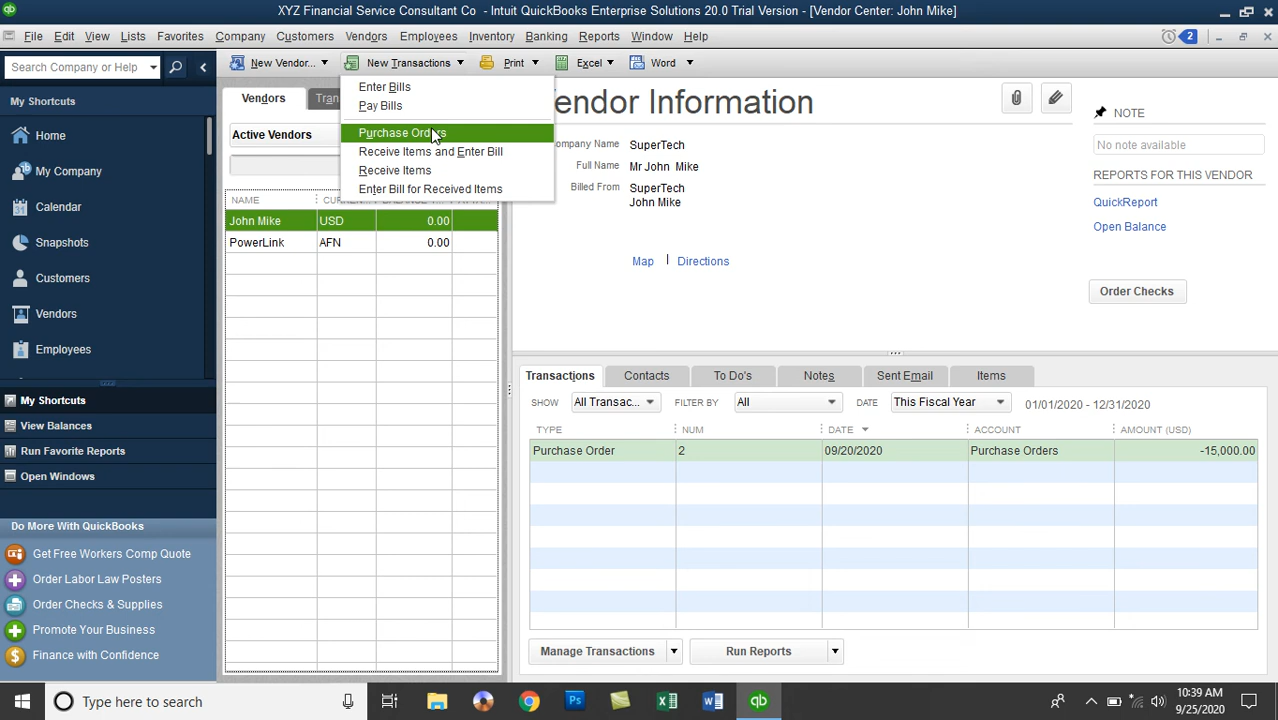 XYZ Financial Service Consultant Co - Intuit QuickBooks Enterprise Solutions 20.0 Trial Version - [Vendor Center: John Mike]
File Edit View Lists Favorites Company Customers Vendors Employees Inventory Banking Reports Window Help
2
Search Company or Help
New Vendor... New Transactions Print Excel Word
My Shortcuts
Home
My Company
Calendar
Snapshots
Customers
Vendors
Employees
My Shortcuts
View Balances
Run Favorite Reports
Open Windows
Do More With QuickBooks
Get Free Workers Comp Quote
Order Labor Law Posters
Order Checks & Supplies
Promote Your Business
Finance with Confidence
Vendors
Active Vendors
Enter Bills
Pay Bills
Purchase Orders
Receive Items and Enter Bill
Receive Items
Enter Bill for Received Items
NAME
John Mike USD 0.00
PowerLink AFN 0.00
endor Information
ompany Name SuperTech
Full Name Mr John Mike
Billed From SuperTech
John Mike
Map Directions
NOTE
No note available
REPORTS FOR THIS VENDOR
QuickReport
Open Balance
Order Checks
Transactions Contacts To Do's Notes Sent Email Items
SHOW All Transac... FILTER BY All DATE This Fiscal Year 01/01/2020 - 12/31/2020
TYPE NUM DATE ACCOUNT AMOUNT (USD)
Purchase Order 2 09/20/2020 Purchase Orders -15,000.00
Manage Transactions Run Reports
Type here to search
10:39 AM
9/25/2020